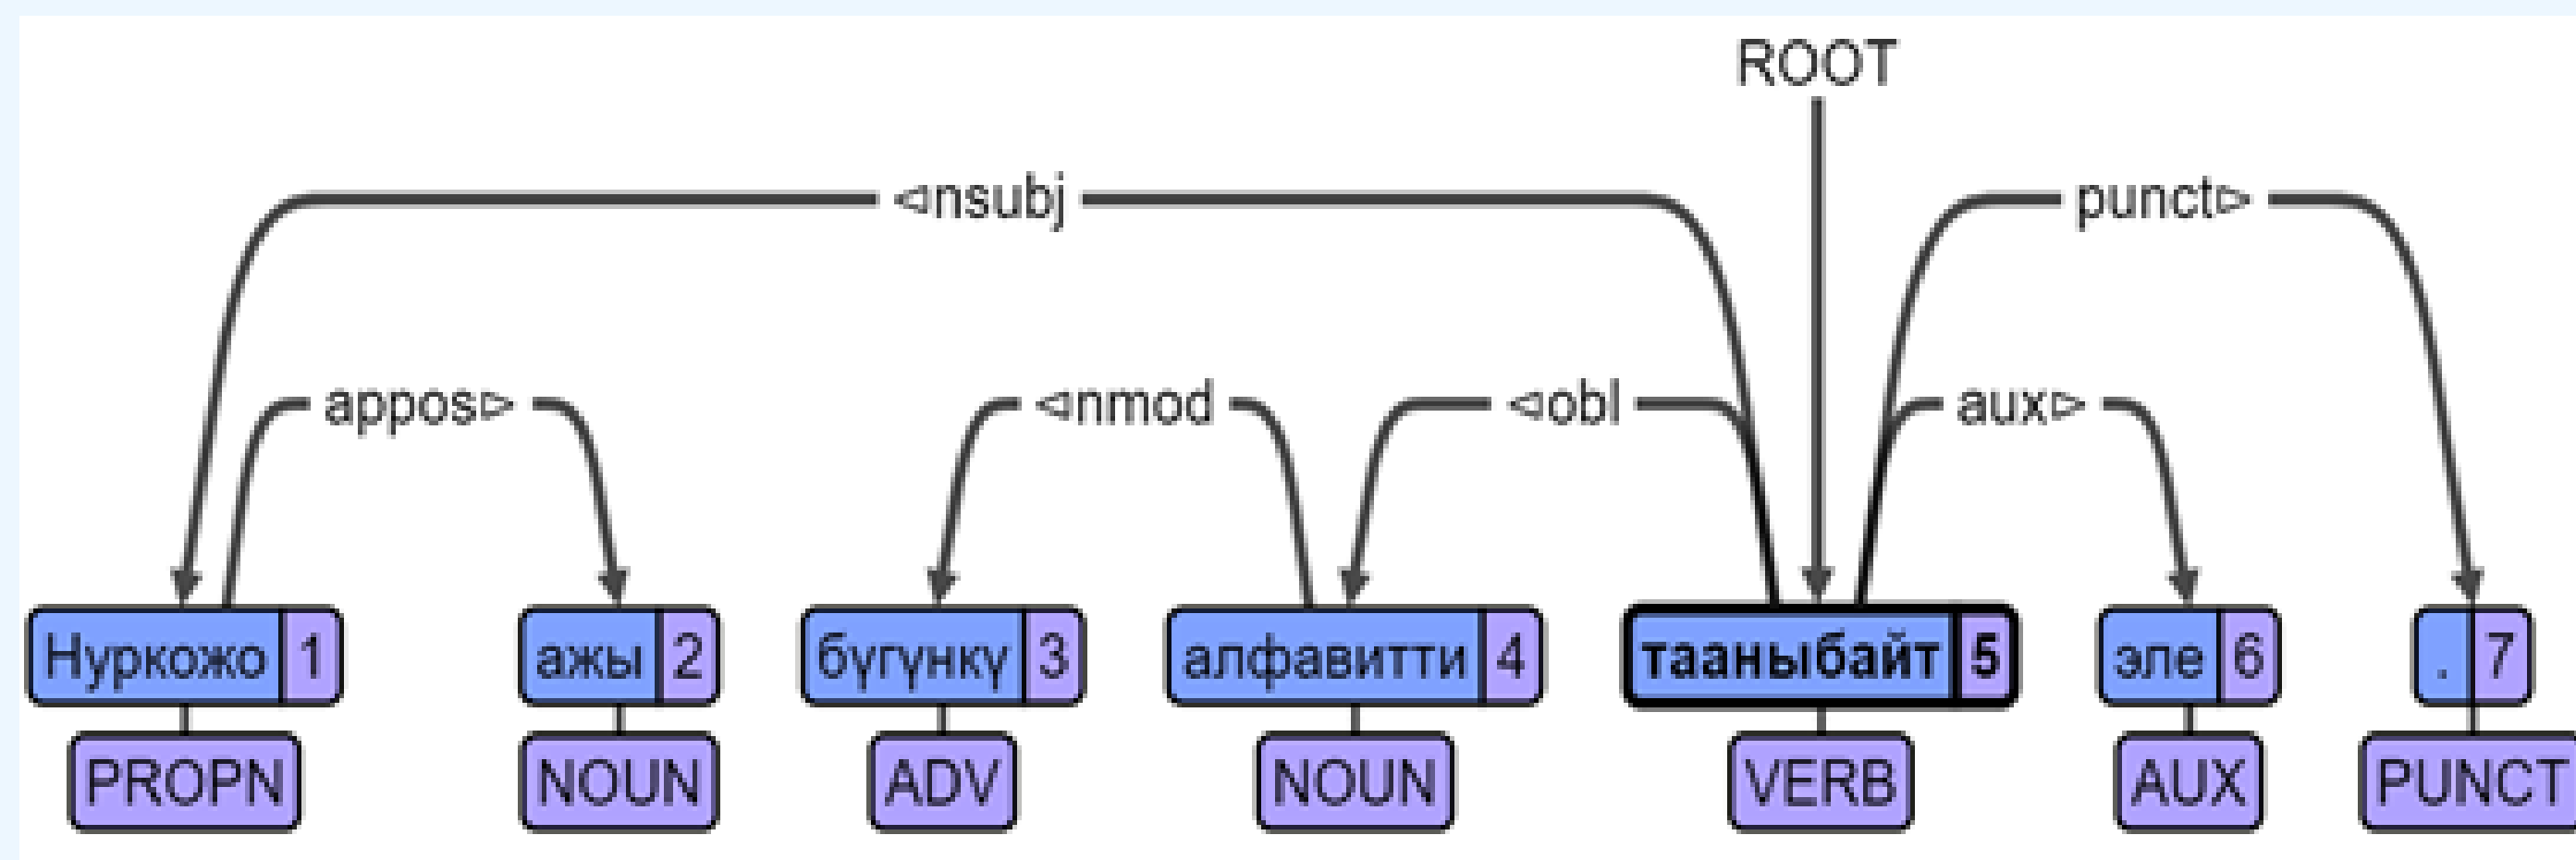 ROOT
◁nsubj punct▷
appos▷ ◁nmod ◁obl aux▷
Нуркожо 1 ажы 2 бүгүнкү 3 алфавитти 4 тааныбайт 5 эле 6 . 7
PROPN NOUN ADV NOUN VERB AUX PUNCT